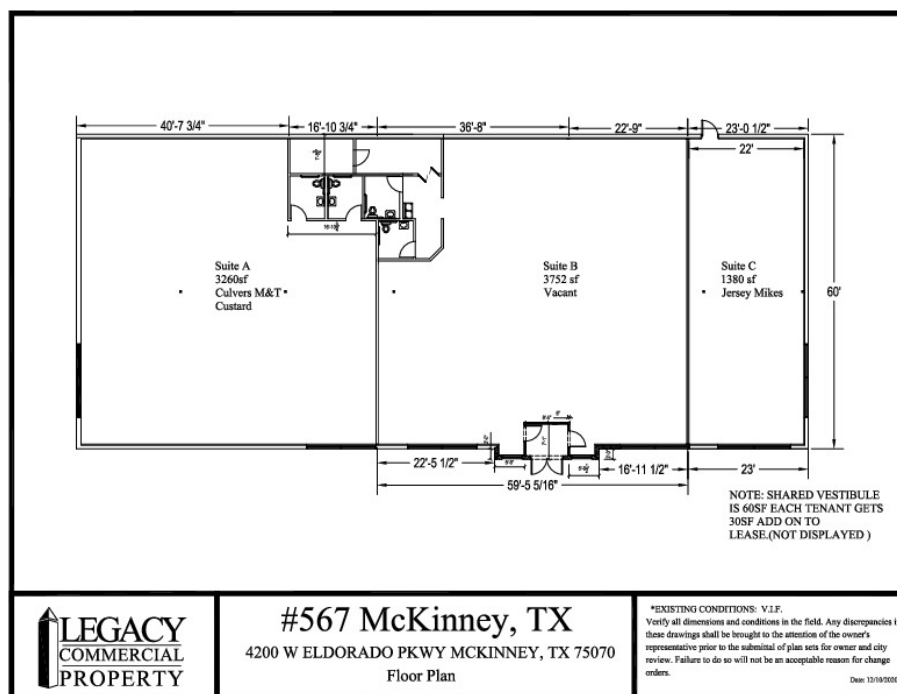 40'-7 3/4"
16'-10 3/4"
36'-8"
22'-9"
23'-0 1/2"
22'
Suite A
3260sf
Culvers M&T
Custard
Suite B
3752 sf
Vacant
Suite C
1380 sf
Jersey Mikes
60'
22'-5 1/2"
16'-11 1/2"
23'
59'-5 5/16"
NOTE: SHARED VESTIBULE
IS 60SF EACH TENANT GETS
30SF ADD ON TO
LEASE.(NOT DISPLAYED )
LEGACY
COMMERCIAL
PROPERTY
#567 McKinney, TX
4200 W ELDORADO PKWY MCKINNEY, TX 75070
Floor Plan
*EXISTING CONDITIONS: V.I.F.
Verify all dimensions and conditions in the field. Any discrepancies i
these drawings shall be brought to the attention of the owner's
representative prior to the submittal of plan sets for owner and city
review. Failure to do so will not be an acceptable reason for change
orders.
Date: 12/10/2020